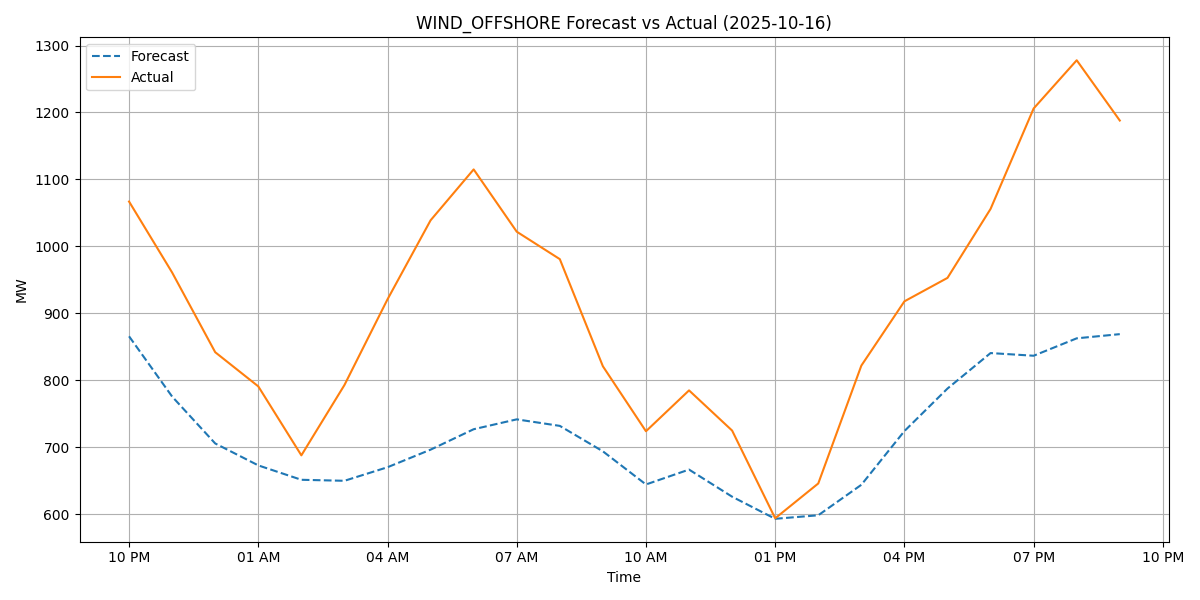 WIND_OFFSHORE Forecast vs Actual (2025-10-16)
Forecast
Actual
1300
1200
1100
1000
900
800
700
600
MW
10 PM 01 AM 04 AM 07 AM 10 AM 01 PM 04 PM 07 PM 10 PM
Time